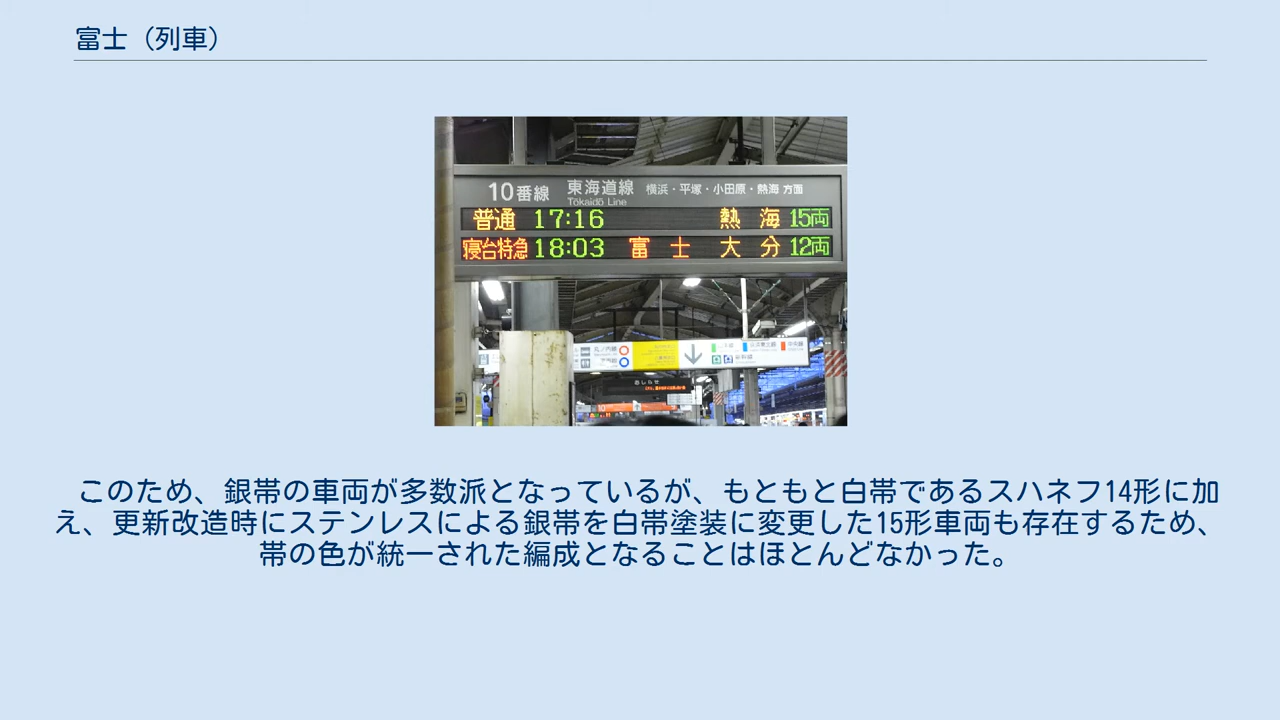 富士（列車）
10番線 東海道線 横浜・平塚・小田原・熱海 方面
Tōkaidō Line
普通 17:16 熱海 15両
寝台特急 18:03 富士 大分 12両
おしらせ
このため、銀帯の車両が多数派となっているが、もともと白帯であるスハネフ14形に加
え、更新改造時にステンレスによる銀帯を白帯塗装に変更した15形車両も存在するため、
帯の色が統一された編成となることはほとんどなかった。